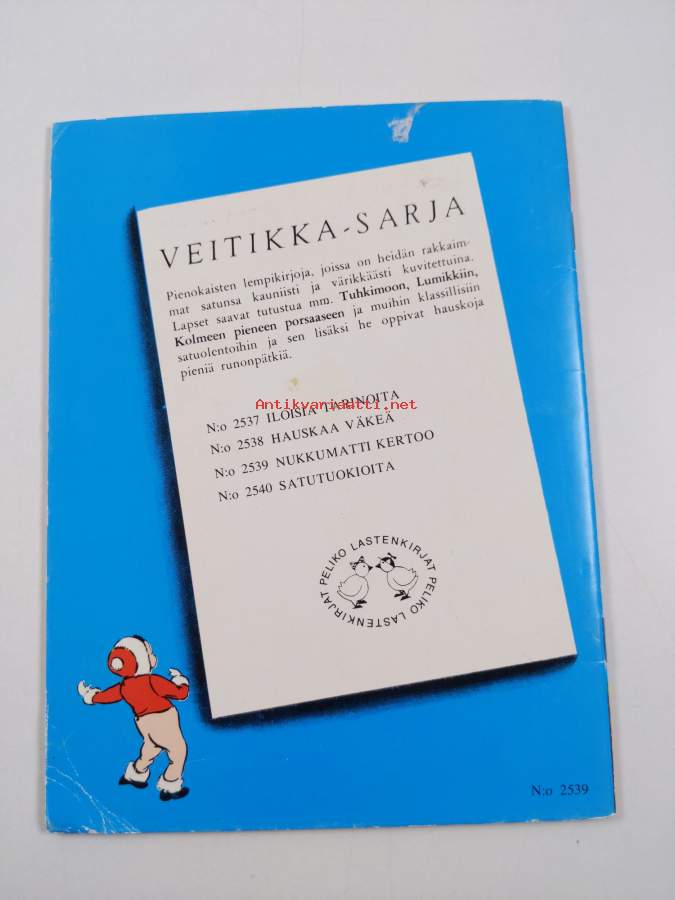 VEITIKKA-SARJA
Pienokaisten lempikirjoja, joissa on heidän rakkaim-
mat satunsa kauniisti ja värikkäästi kuvitettuina.
Lapset saavat tutustua mm. Tuhkimoon, Lumikkiin,
Kolmeen pieneen porsaaseen ja muihin klassillisiin
satuolentoihin ja sen lisäksi he oppivat hauskoja
pieniä runonpätkiä.
Antikvariaatti.net
N:o 2537 ILOISIA TARINOITA
N:o 2538 HAUSKAA VÄKEÄ
N:o 2539 NUKKUMATTI KERTOO
N:o 2540 SATUTUOKIOITA
PELIKO LASTENKIRJAT PELIKO LASTENKIRJAT
N:o 2539